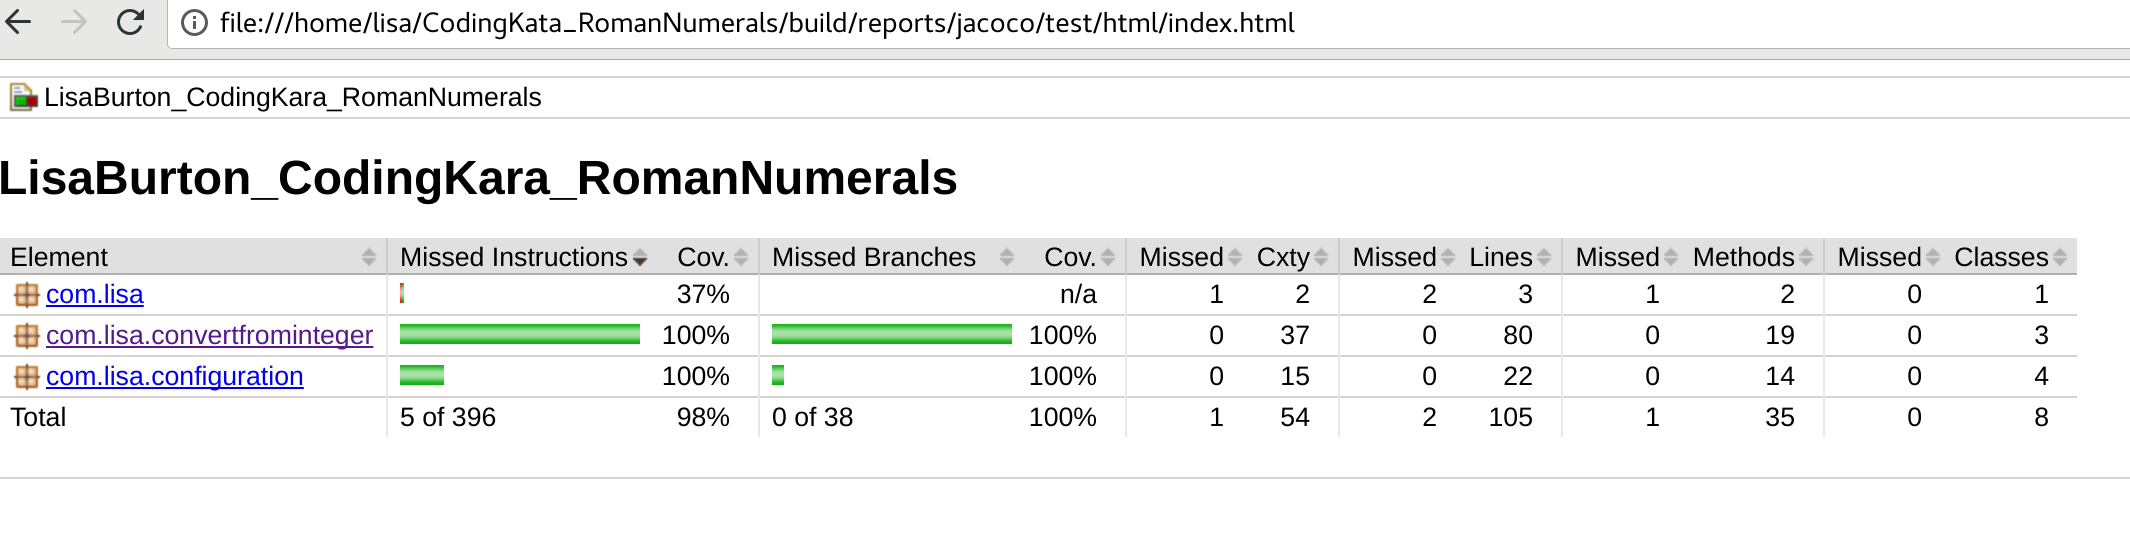 file:///home/lisa/CodingKata_RomanNumerals/build/reports/jacoco/test/html/index.html
LisaBurton_CodingKara_RomanNumerals
LisaBurton_CodingKara_RomanNumerals
Element Missed Instructions Cov. Missed Branches Cov. Missed Cxty Missed Lines Missed Methods Missed Classes
com.lisa 37% n/a 1 2 2 3 1 2 0 1
com.lisa.convertfrominteger 100% 100% 0 37 0 80 0 19 0 3
com.lisa.configuration 100% 100% 0 15 0 22 0 14 0 4
Total 5 of 396 98% 0 of 38 100% 1 54 2 105 1 35 0 8